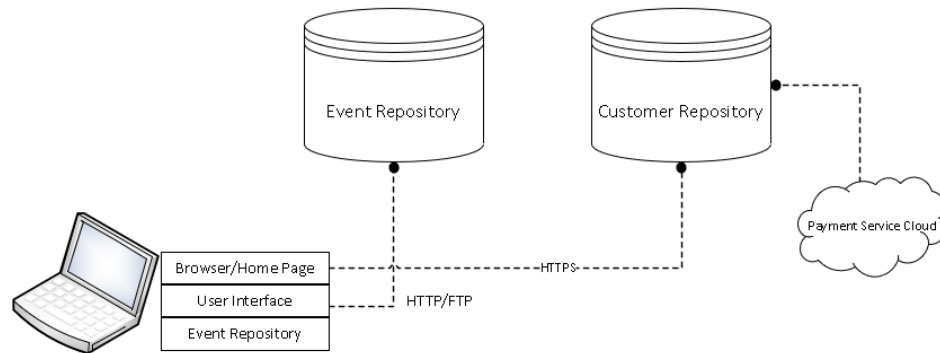 Event Repository
Customer Repository
Payment Service Cloud
Browser/Home Page
HTTPS
User Interface
HTTP/FTP
Event Repository